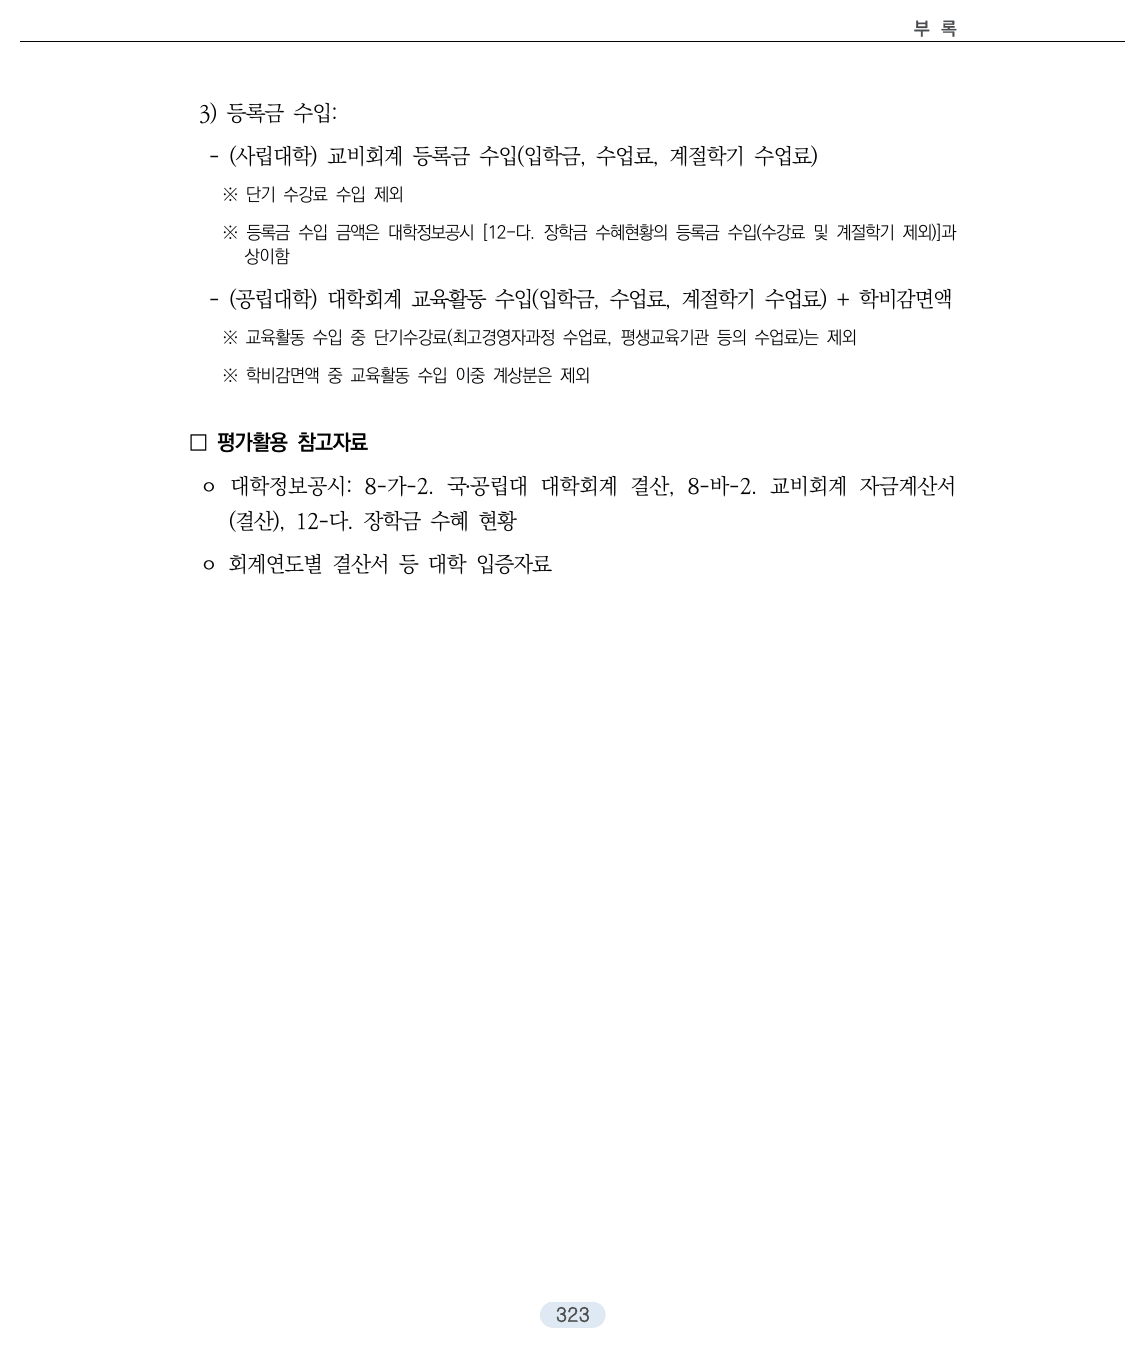 부 록
3) 등록금 수입:
- (사립대학) 교비회계 등록금 수입(입학금, 수업료, 계절학기 수업료)
※ 단기 수강료 수입 제외
※ 등록금 수입 금액은 대학정보공시 [12-다. 장학금 수혜현황의 등록금 수입(수강료 및 계절학기 제외)]과
상이함
- (공립대학) 대학회계 교육활동 수입(입학금, 수업료, 계절학기 수업료) + 학비감면액
※ 교육활동 수입 중 단기수강료(최고경영자과정 수업료, 평생교육기관 등의 수업료)는 제외
※ 학비감면액 중 교육활동 수입 이중 계상분은 제외
□ 평가활용 참고자료
ㅇ 대학정보공시: 8-가-2. 국·공립대 대학회계 결산, 8-바-2. 교비회계 자금계산서
(결산), 12-다. 장학금 수혜 현황
ㅇ 회계연도별 결산서 등 대학 입증자료
323